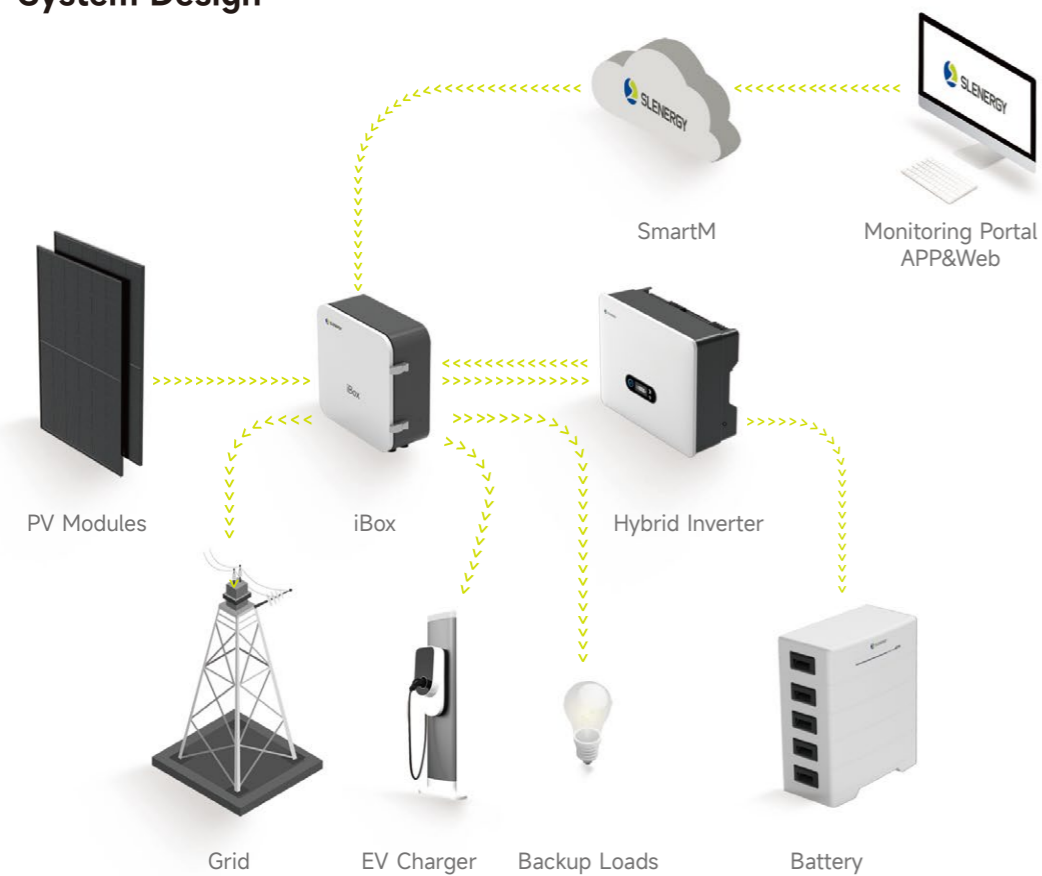 System Design
SLENERGY
SLENERGY
SmartM
Monitoring Portal
APP&Web
iBox
PV Modules
iBox
Hybrid Inverter
Grid
EV Charger
Backup Loads
Battery